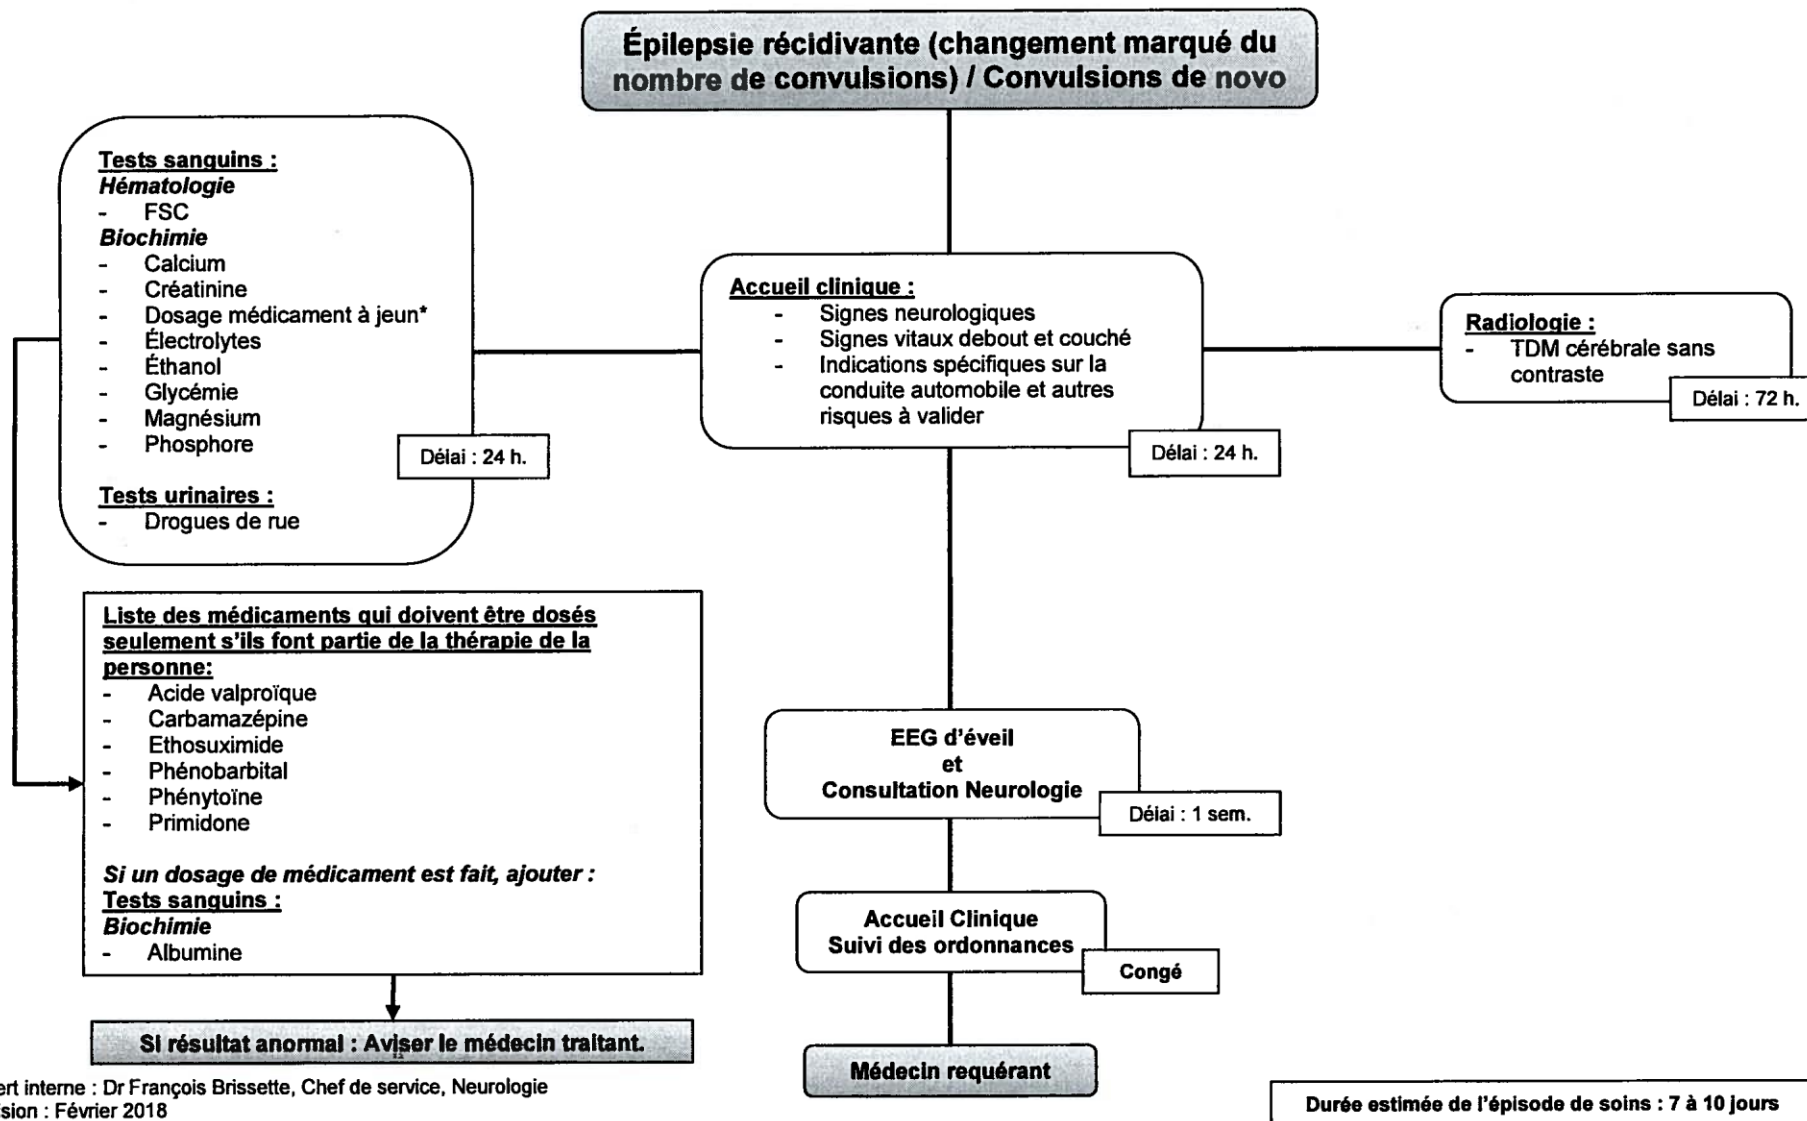 Épilepsie récidivante (changement marqué du
nombre de convulsions) / Convulsions de novo
Tests sanguins :
Hématologie
- FSC
Biochimie
- Calcium
- Créatinine
- Dosage médicament à jeun*
- Électrolytes
- Éthanol
- Glycémie
- Magnésium
- Phosphore
Délai : 24 h.
Tests urinaires :
- Drogues de rue
Accueil clinique :
- Signes neurologiques
- Signes vitaux debout et couché
- Indications spécifiques sur la
conduite automobile et autres
risques à valider
Délai : 24 h.
Radiologie :
- TDM cérébrale sans
contraste
Délai : 72 h.
Liste des médicaments qui doivent être dosés
seulement s'ils font partie de la thérapie de la
personne:
- Acide valproïque
- Carbamazépine
- Ethosuximide
- Phénobarbital
- Phénytoïne
- Primidone
Si un dosage de médicament est fait, ajouter :
Tests sanguins :
Biochimie
- Albumine
Si résultat anormal : Aviser le médecin traitant.
EEG d'éveil
et
Consultation Neurologie
Délai : 1 sem.
Accueil Clinique
Suivi des ordonnances
Congé
Médecin requérant
ert interne : Dr François Brissette, Chef de service, Neurologie
sion : Février 2018
Durée estimée de l'épisode de soins : 7 à 10 jours